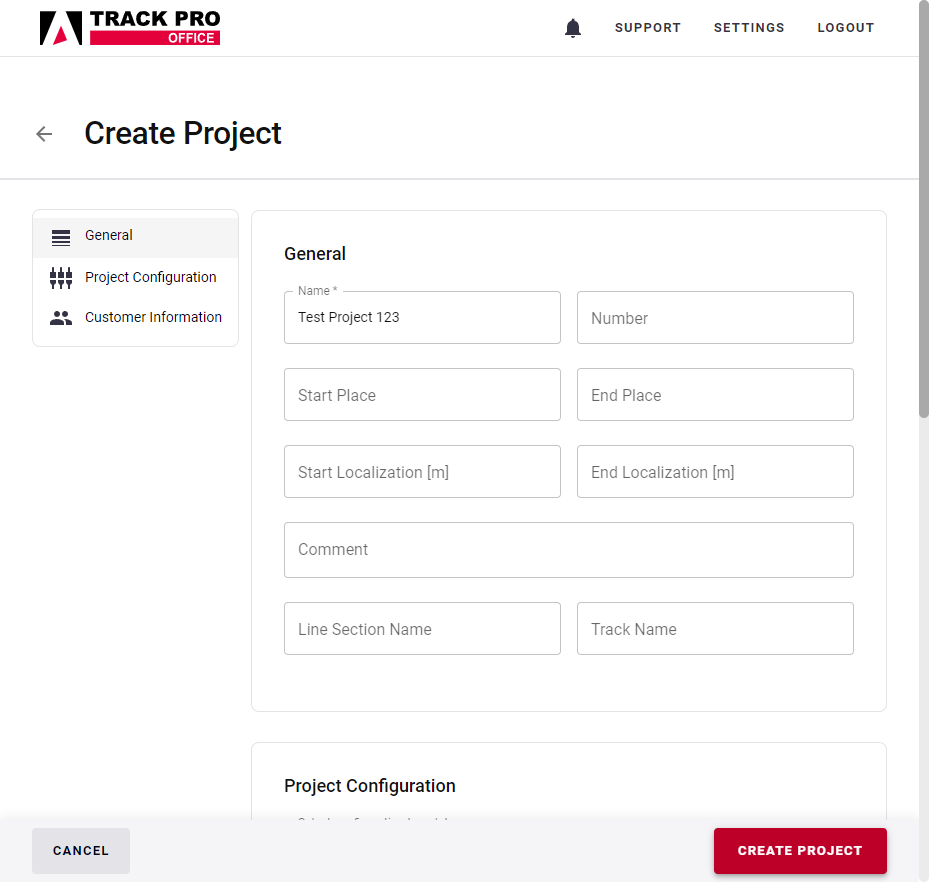 TRACK PRO
OFFICE
SUPPORT
SETTINGS
LOGOUT
Create Project
General
Project Configuration
Customer Information
General
Name *
Test Project 123
Number
Start Place
End Place
Start Localization [m]
End Localization [m]
Comment
Line Section Name
Track Name
Project Configuration
CANCEL
CREATE PROJECT